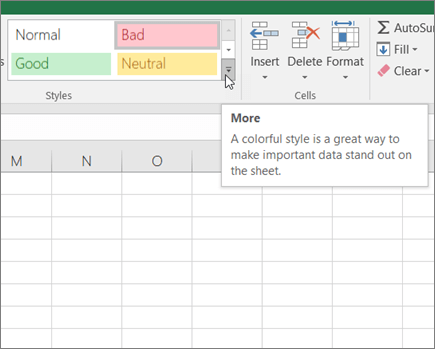 Normal Bad
Good Neutral
Styles
Insert Delete Format
Cells
Fill
Clear
More
A colorful style is a great way to
make important data stand out on
the sheet.
M N O